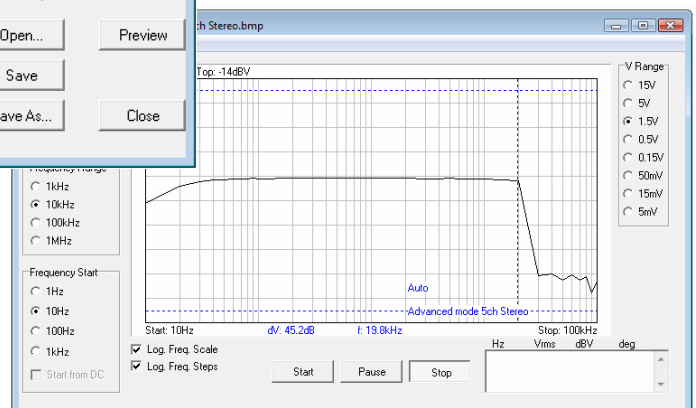 Open...
Preview
Save
ave As...
Close
ch Stereo.bmp
Top: -14dBV
V Range
15V
5V
1.5V
0.5V
0.15V
50mV
15mV
5mV
Frequency Range
1kHz
10kHz
100kHz
1MHz
Frequency Start
1Hz
10Hz
100Hz
1kHz
Start from DC
Auto
Advanced mode 5ch Stereo
Start: 10Hz
dV: 45.2dB
f: 19.8kHz
Stop: 100kHz
Log. Freq. Scale
Log. Freq. Steps
Start
Pause
Stop
Hz Vrms dBV deg